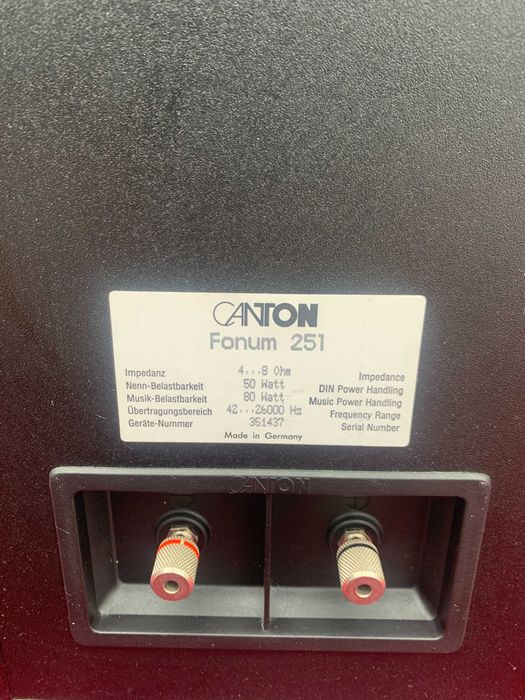 CANTON
Fonum 251
Impedanz 4...8 Ohm Impedance
Nenn-Belastbarkeit 50 Watt DIN Power Handling
Musik-Belastbarkeit 80 Watt Music Power Handling
Übertragungsbereich 42...26000 Hz Frequency Range
Geräte-Nummer 351437 Serial Number
Made in Germany
CANTON